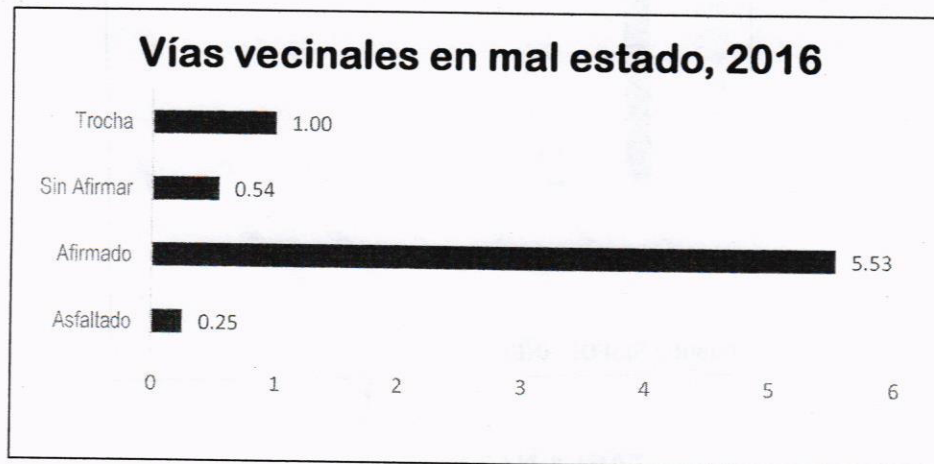 Vías vecinales en mal estado, 2016
Trocha 1.00
Sin Afirmar 0.54
Afirmado 5.53
Asfaltado 0.25
0 1 2 3 4 5 6